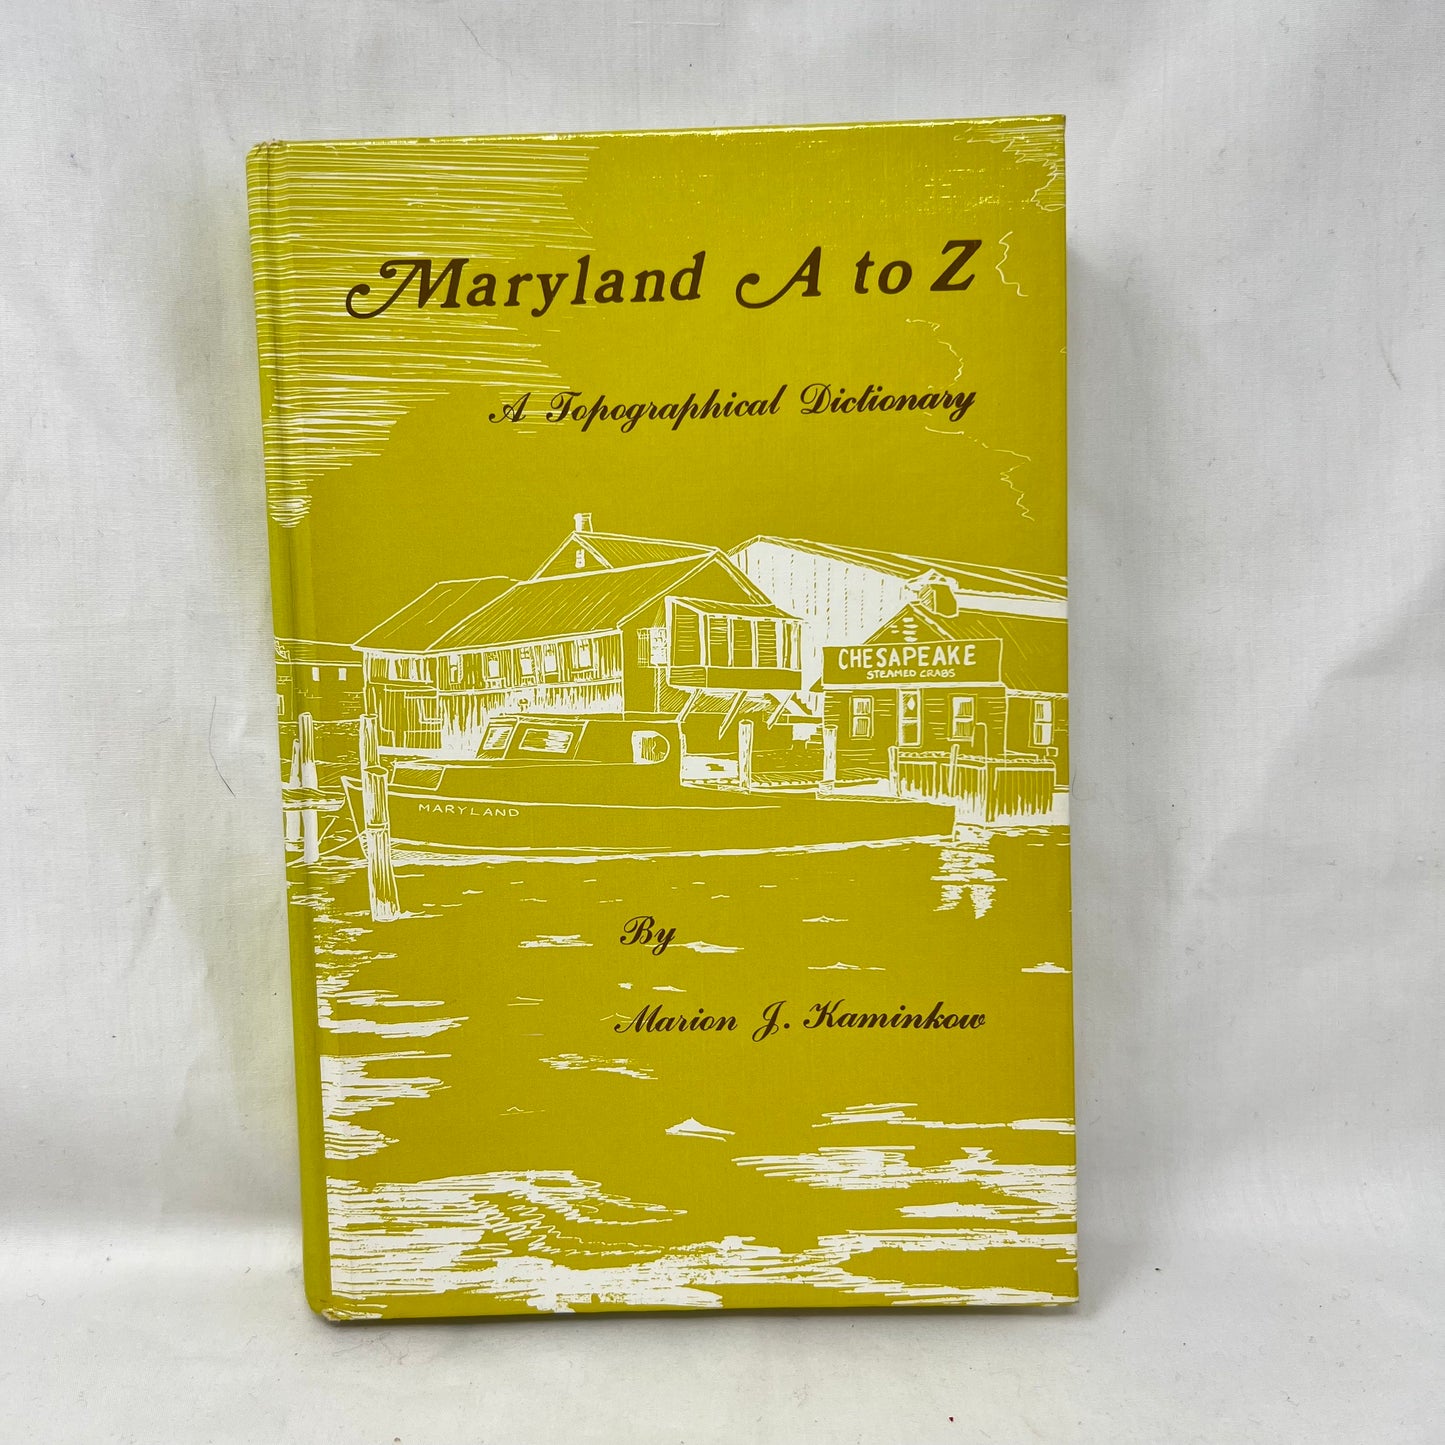 Maryland A to Z
A Topographical Dictionary
CHESAPEAKE
STEAMED CRABS
MARYLAND
By
Marion J. Kaminkow